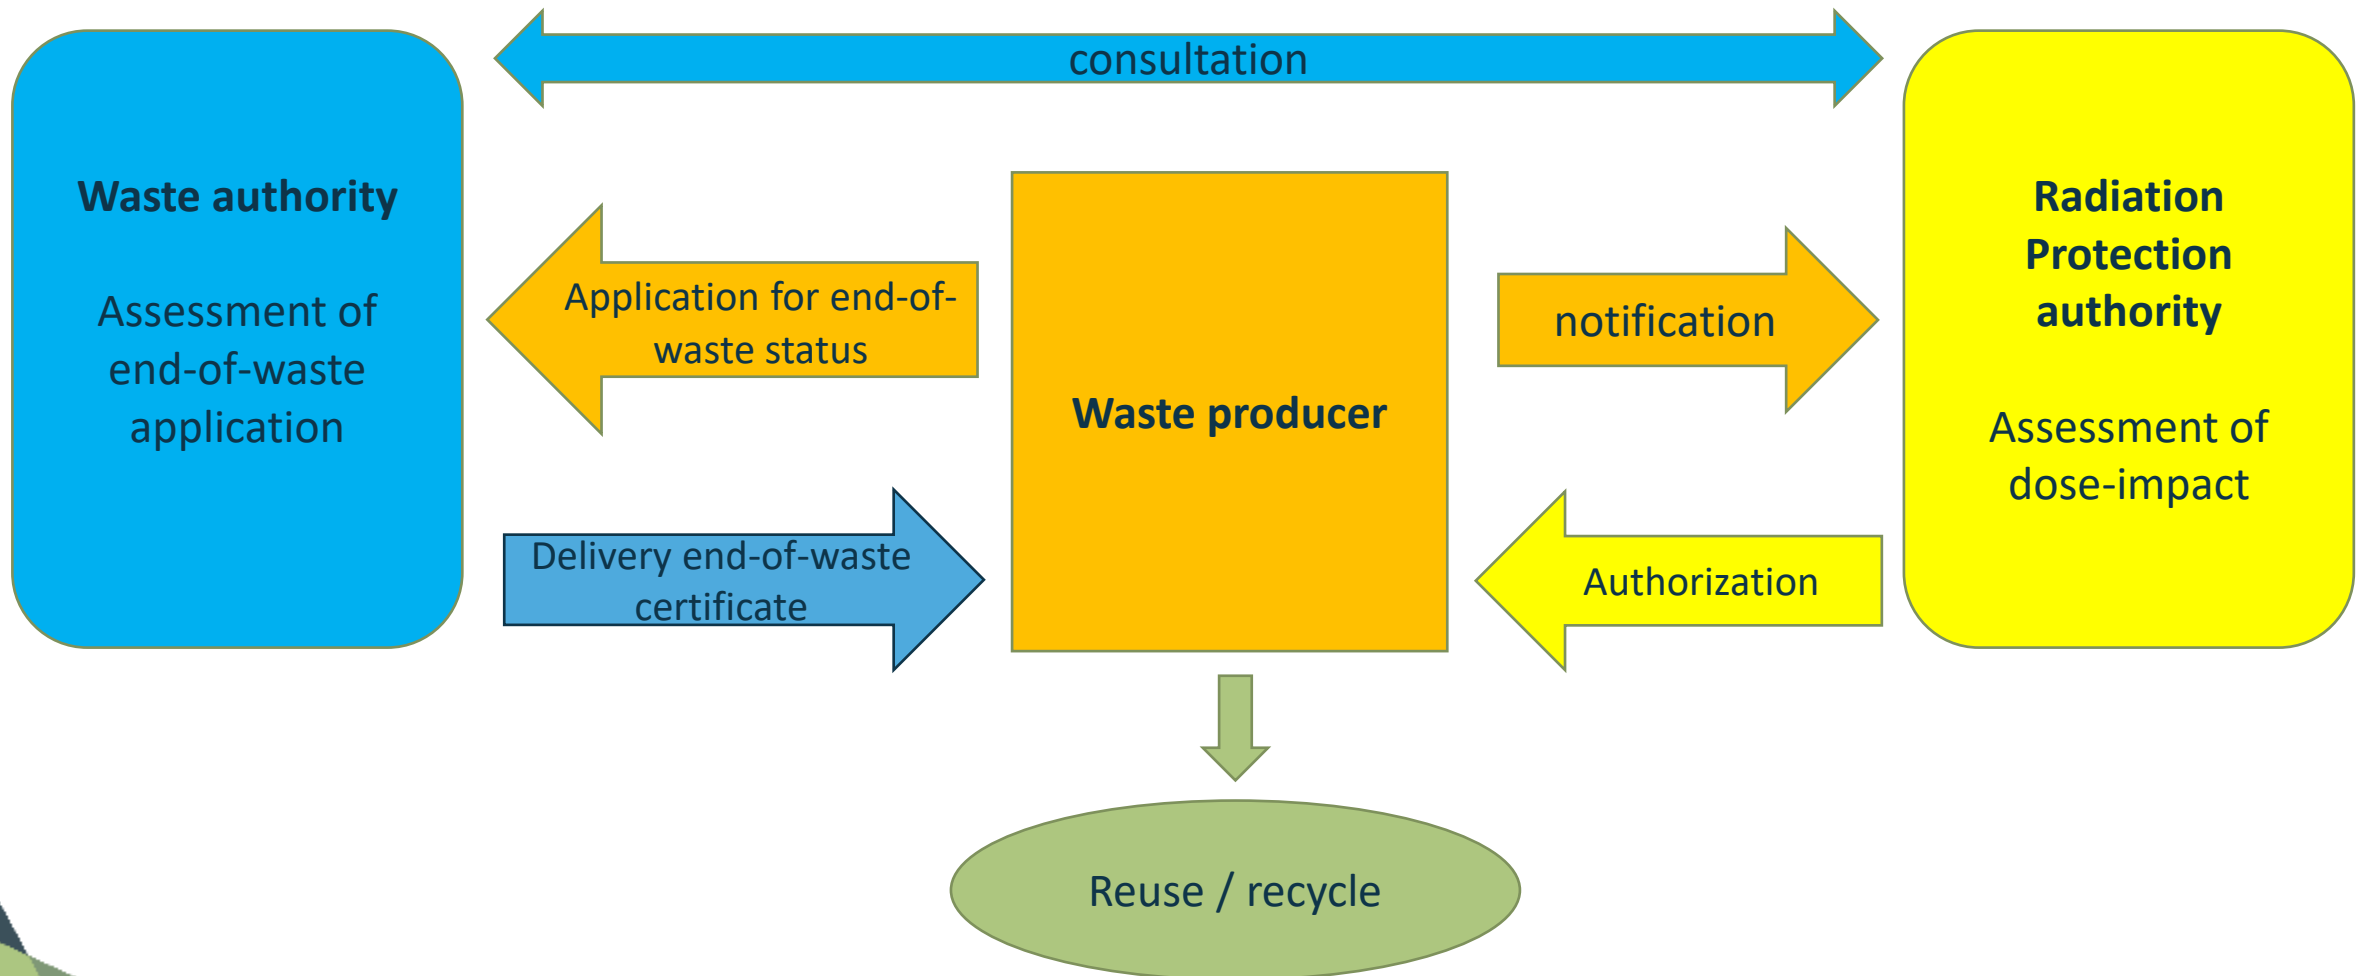 consultation
Waste authority
Assessment of
end-of-waste
application
Application for end-of-
waste status
Delivery end-of-waste
certificate
Waste producer
notification
Authorization
Radiation
Protection
authority
Assessment of
dose-impact
Reuse / recycle